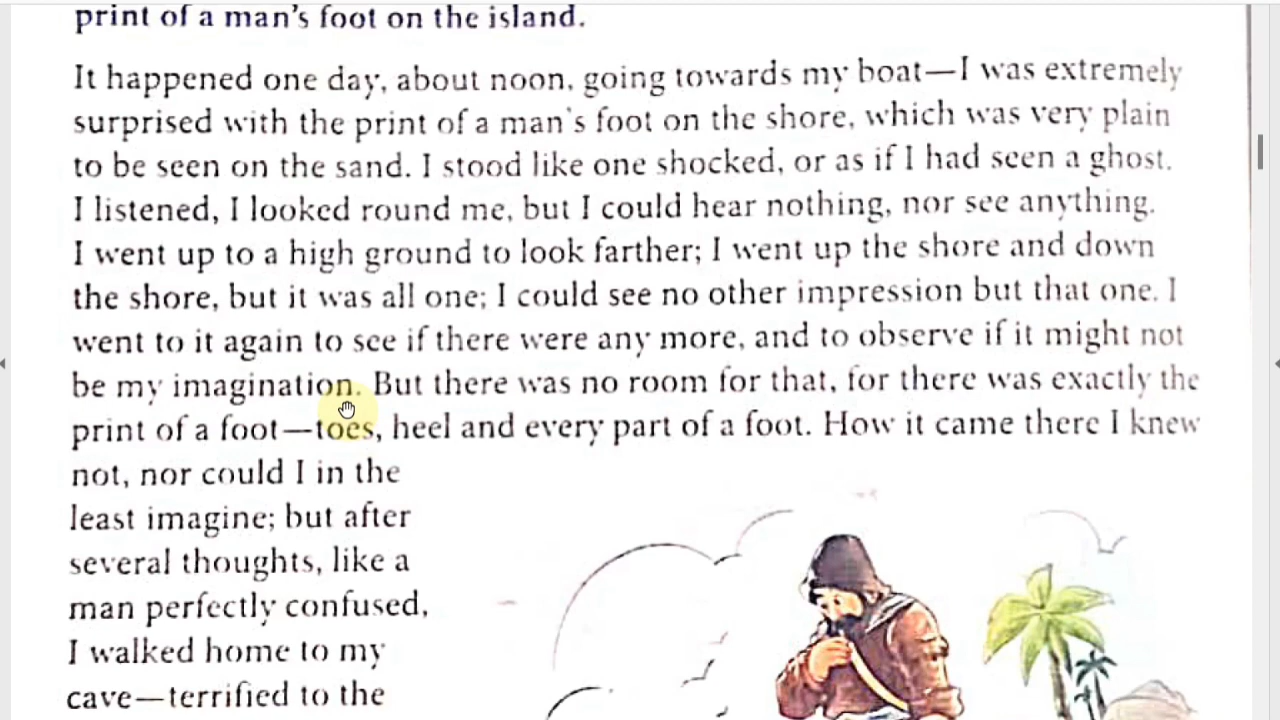 print of a man's foot on the island.
It happened one day, about noon, going towards my boat—I was extremely
surprised with the print of a man's foot on the shore, which was very plain
to be seen on the sand. I stood like one shocked, or as if I had seen a ghost.
I listened, I looked round me, but I could hear nothing, nor see anything.
I went up to a high ground to look farther; I went up the shore and down
the shore, but it was all one; I could see no other impression but that one. I
went to it again to see if there were any more, and to observe if it might not
be my imagination. But there was no room for that, for there was exactly the
print of a foot—toes, heel and every part of a foot. How it came there I knew
not, nor could I in the
least imagine; but after
several thoughts, like a
man perfectly confused,
I walked home to my
cave—terrified to the